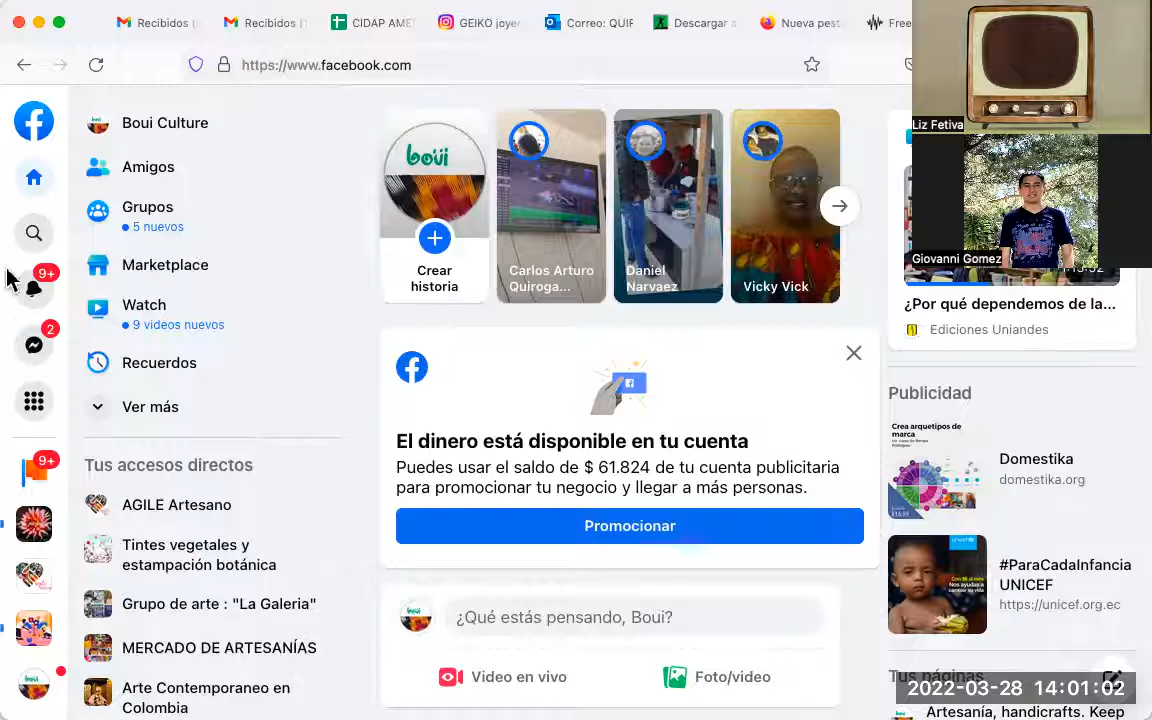 Recibidos (
Recibidos (
CIDAP AME
GEIKO joyer
Correo: QUIF
Descargar a
Nueva pest
Free
https://www.facebook.com
Liz Fetiva
Giovanni Gomez
Boui Culture
Amigos
Grupos
5 nuevos
Marketplace
Watch
9 videos nuevos
Recuerdos
Ver más
9+
2
9+
Tus accesos directos
AGILE Artesano
Tintes vegetales y
estampación botánica
Grupo de arte : "La Galeria"
MERCADO DE ARTESANÍAS
Arte Contemporaneo en
Colombia
boüi
Crear
historia
Carlos Arturo
Quiroga...
Daniel
Narvaez
Vicky Vick
El dinero está disponible en tu cuenta
Puedes usar el saldo de $ 61.824 de tu cuenta publicitaria
para promocionar tu negocio y llegar a más personas.
Promocionar
¿Qué estás pensando, Boui?
Video en vivo
Foto/video
¿Por qué dependemos de la...
Ediciones Uniandes
Publicidad
Crea arquetipos de
marca
Domestika
domestika.org
unicef
#ParaCadaInfancia
UNICEF
https://unicef.org.ec
Tus páginas
2022-03-28 14:01:02
Artesanía, handicrafts. Keep